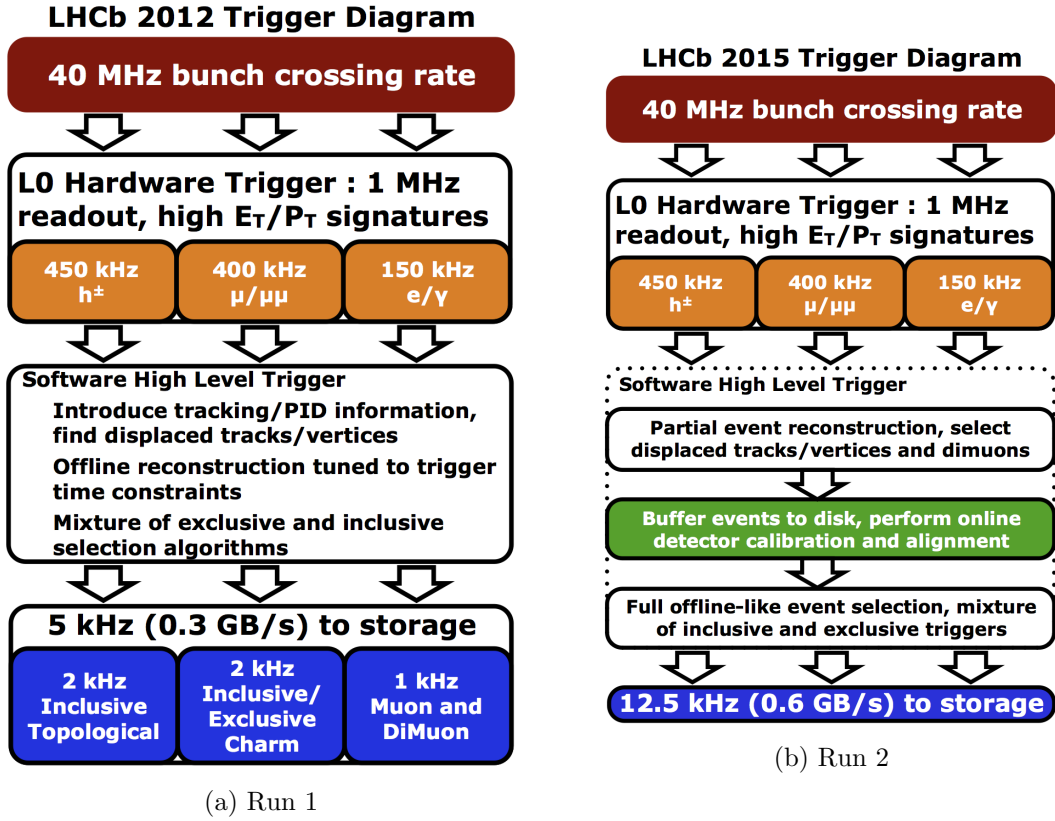 LHCb 2012 Trigger Diagram
40 MHz bunch crossing rate
L0 Hardware Trigger : 1 MHz
readout, high E_T/P_T signatures
450 kHz
h±
400 kHz
μ/μμ
150 kHz
e/γ
Software High Level Trigger
Introduce tracking/PID information,
find displaced tracks/vertices
Offline reconstruction tuned to trigger
time constraints
Mixture of exclusive and inclusive
selection algorithms
5 kHz (0.3 GB/s) to storage
2 kHz
Inclusive
Topological
2 kHz
Inclusive/
Exclusive
Charm
1 kHz
Muon and
DiMuon
(a) Run 1
LHCb 2015 Trigger Diagram
40 MHz bunch crossing rate
L0 Hardware Trigger : 1 MHz
readout, high E_T/P_T signatures
450 kHz
h±
400 kHz
μ/μμ
150 kHz
e/γ
Software High Level Trigger
Partial event reconstruction, select
displaced tracks/vertices and dimuons
Buffer events to disk, perform online
detector calibration and alignment
Full offline-like event selection, mixture
of inclusive and exclusive triggers
12.5 kHz (0.6 GB/s) to storage
(b) Run 2